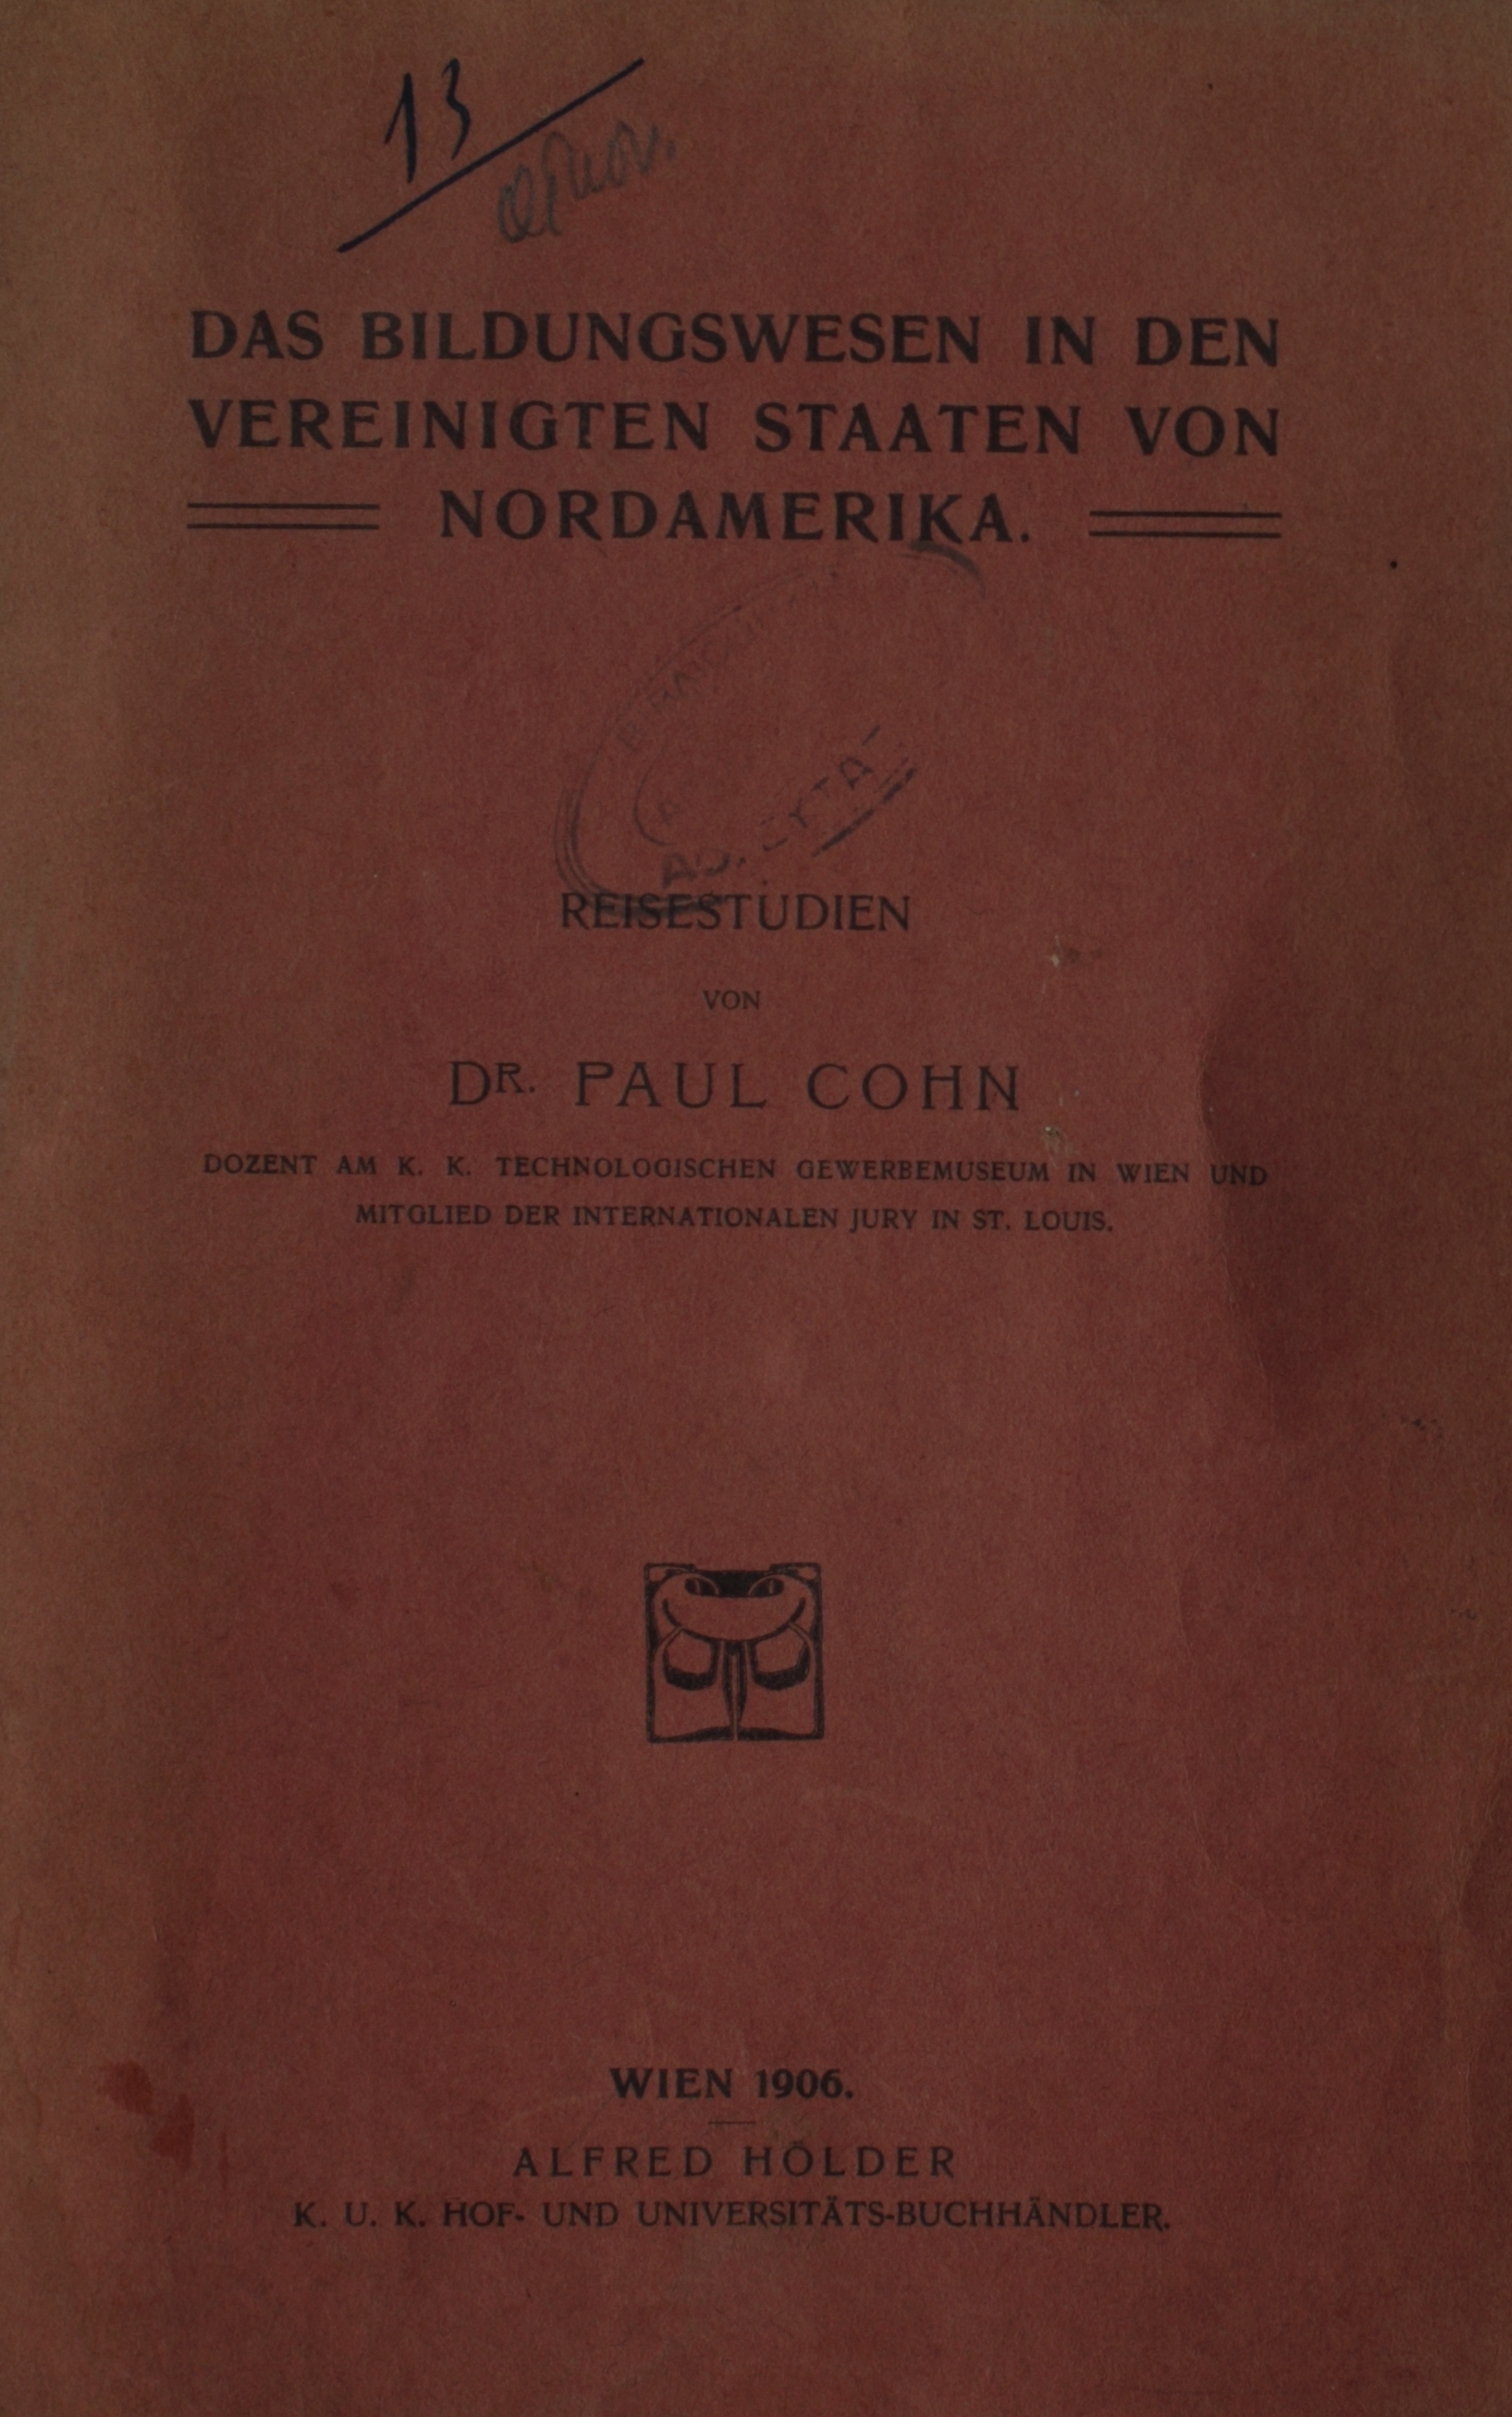 13
DAS BILDUNGSWESEN IN DEN
VEREINIGTEN STAATEN VON
NORDAMERIKA.
REISESTUDIEN
VON
DR. PAUL COHN
DOZENT AM K. K. TECHNOLOGISCHEN GEWERBEMUSEUM IN WIEN UND
MITGLIED DER INTERNATIONALEN JURY IN ST. LOUIS.
WIEN 1906.
ALFRED HÖLDER
K. U. K. HOF- UND UNIVERSITÄTS-BUCHHÄNDLER.